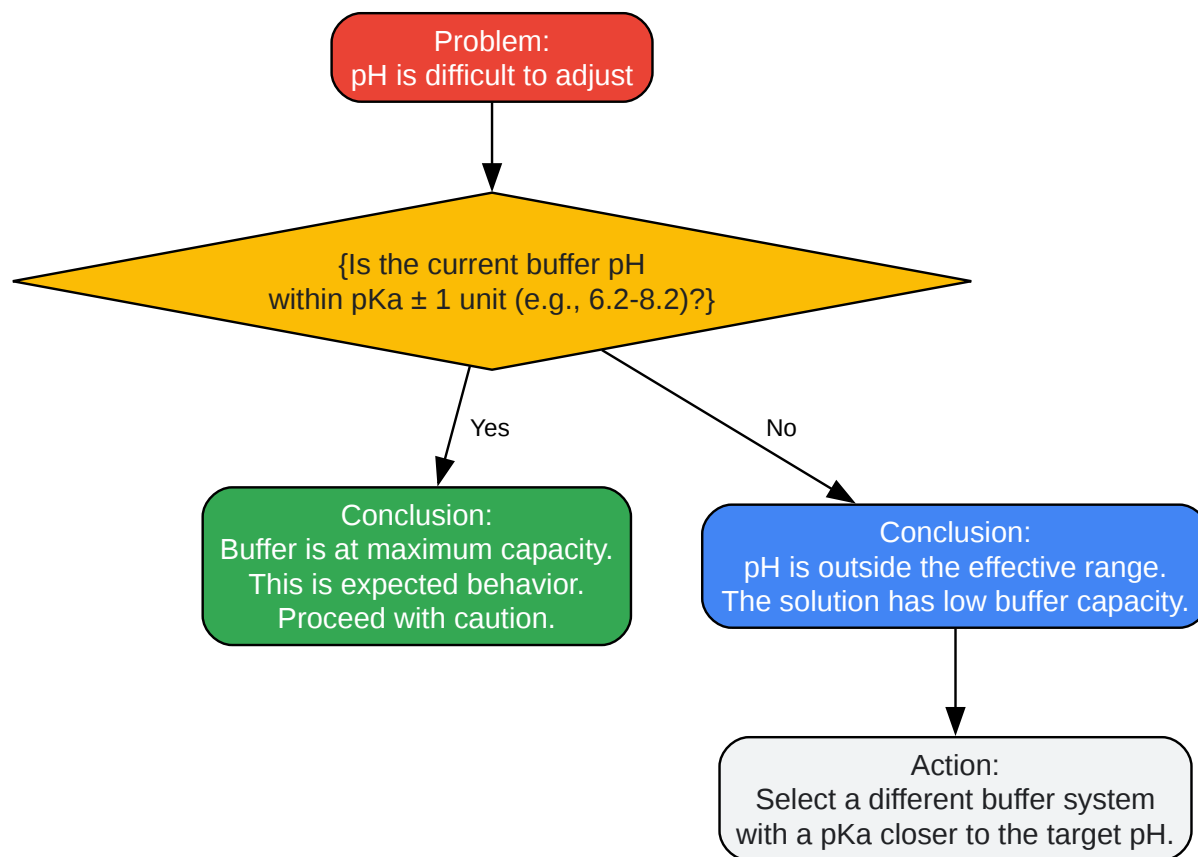 Problem:
pH is difficult to adjust
{Is the current buffer pH
within pKa ± 1 unit (e.g., 6.2-8.2)?}
Yes
No
Conclusion:
Buffer is at maximum capacity.
This is expected behavior.
Proceed with caution.
Conclusion:
pH is outside the effective range.
The solution has low buffer capacity.
Action:
Select a different buffer system
with a pKa closer to the target pH.